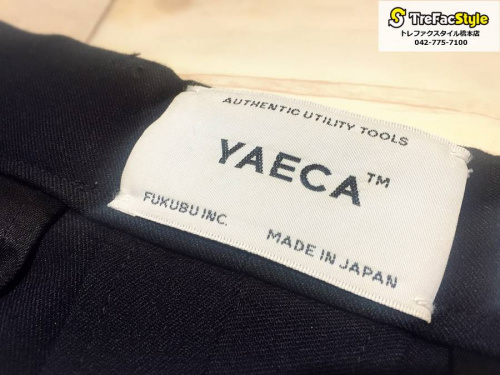 TreFacStyle
トレファクスタイル橋本店
042-775-7100
AUTHENTIC UTILITY TOOLS
YAECA™
FUKUBU INC.
MADE IN JAPAN